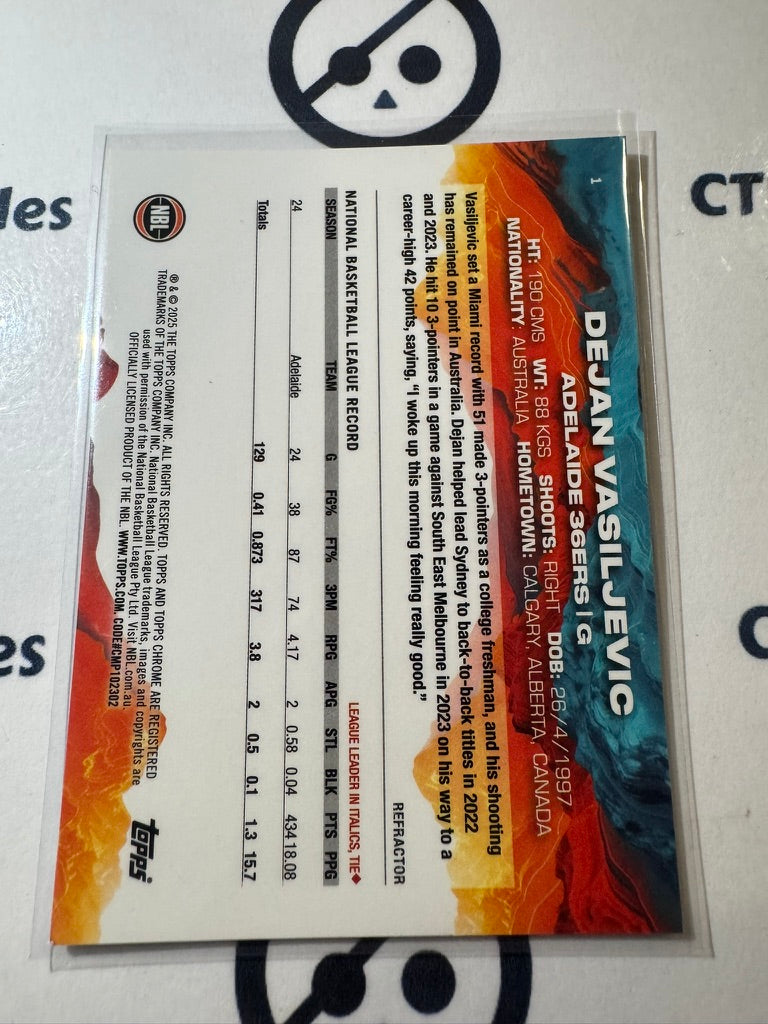 1
DEJAN VASILJEVIC
ADELAIDE 36ERS | G
HT: 190 CMS WT: 88 KGS SHOOTS: RIGHT DOB: 26/4/1997
NATIONALITY: AUSTRALIA HOMETOWN: CALGARY, ALBERTA, CANADA
Vasiljevic set a Miami record with 51 made 3-pointers as a college freshman, and his shooting
has remained on point in Australia. Dejan helped lead Sydney to back-to-back titles in 2022
and 2023. He hit 10 3-pointers in a game against South East Melbourne in 2023 on his way to a
career-high 42 points, saying, "I woke up this morning feeling really good."
REFRACTOR
NATIONAL BASKETBALL LEAGUE RECORD LEAGUE LEADER IN ITALICS, TIE◆
SEASON TEAM G FG% FT% 3PM RPG APG STL BLK PTS PPG
24 Adelaide 24 38 87 74 4.17 2 0.58 0.04 434 18.08
Totals 129 0.41 0.873 317 3.8 2 0.5 0.1 1.3 15.7
NBL
® & © 2025 THE TOPPS COMPANY INC. ALL RIGHTS RESERVED. TOPPS AND TOPPS CHROME ARE REGISTERED
TRADEMARKS OF THE TOPPS COMPANY INC. National Basketball League trademarks, images and copyrights are
used with permission of the National Basketball League Pty Ltd. Visit NBL.com.au.
OFFICIALLY LICENSED PRODUCT OF THE NBL. WWW.TOPPS.COM. CODE#CMP102302
topps
CT